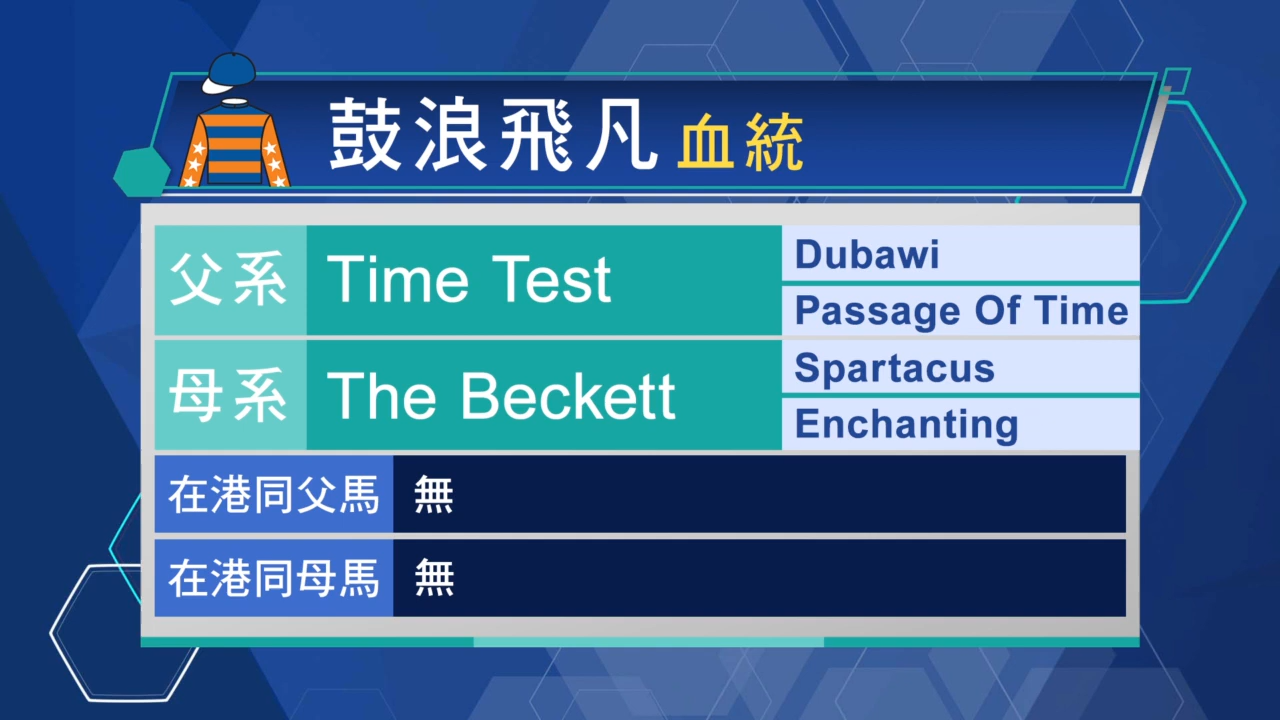 鼓浪飛凡 血統
父系 Time Test
Dubawi
Passage Of Time
母系 The Beckett
Spartacus
Enchanting
在港同父馬 無
在港同母馬 無